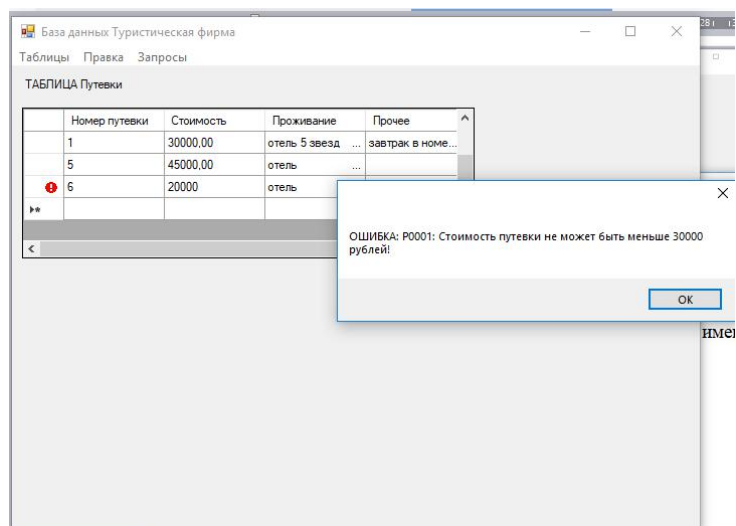 База данных Туристическая фирма
Таблицы Правка Запросы
ТАБЛИЦА Путевки
Номер путевки Стоимость Проживание Прочее
1 30000,00 отель 5 звезд ... завтрак в номе...
5 45000,00 отель ...
6 20000 отель
ОШИБКА: P0001: Стоимость путевки не может быть меньше 30000
рублей!
OK